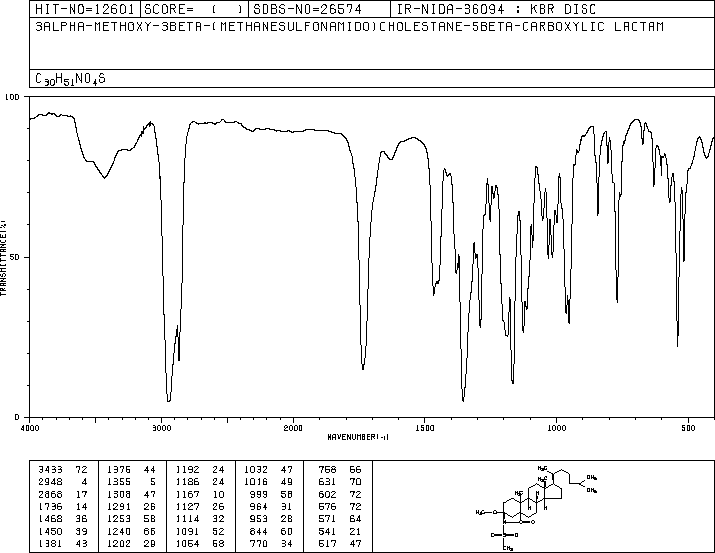 HIT-NO=12601 SCORE= ( ) SDBS-NO=26574 IR-NIDA-36094 : KBR DISC
3ALPHA-METHOXY-3BETA-(METHANESULFONAMIDO)CHOLESTANE-5BETA-CARBOXYLIC LACTAM
C30H51NO4S
100
50
0
TRANSMITTANCE(%)
4000 3000 2000 1500 1000 500
WAVENUMBER(-1)
3433 72 1376 44 1192 24 1032 47 768 56
2948 4 1355 5 1186 24 1016 49 631 70
2868 17 1308 47 1167 10 999 58 602 72
1736 14 1291 26 1127 26 964 31 576 72
1468 36 1253 58 1114 32 953 28 571 64
1450 39 1240 66 1091 52 844 60 541 21
1381 43 1202 29 1054 58 770 34 517 47